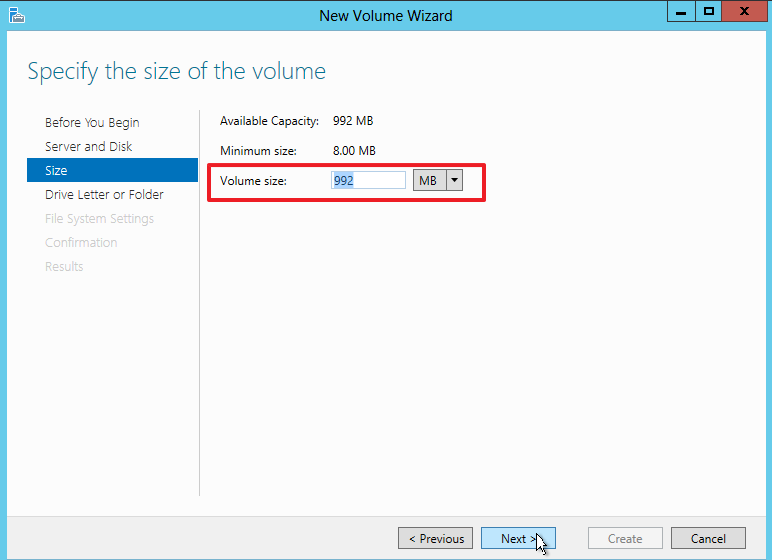 New Volume Wizard
Specify the size of the volume
Before You Begin
Server and Disk
Size
Drive Letter or Folder
File System Settings
Confirmation
Results
Available Capacity: 992 MB
Minimum size: 8.00 MB
Volume size: 992 MB
< Previous Next > Create Cancel